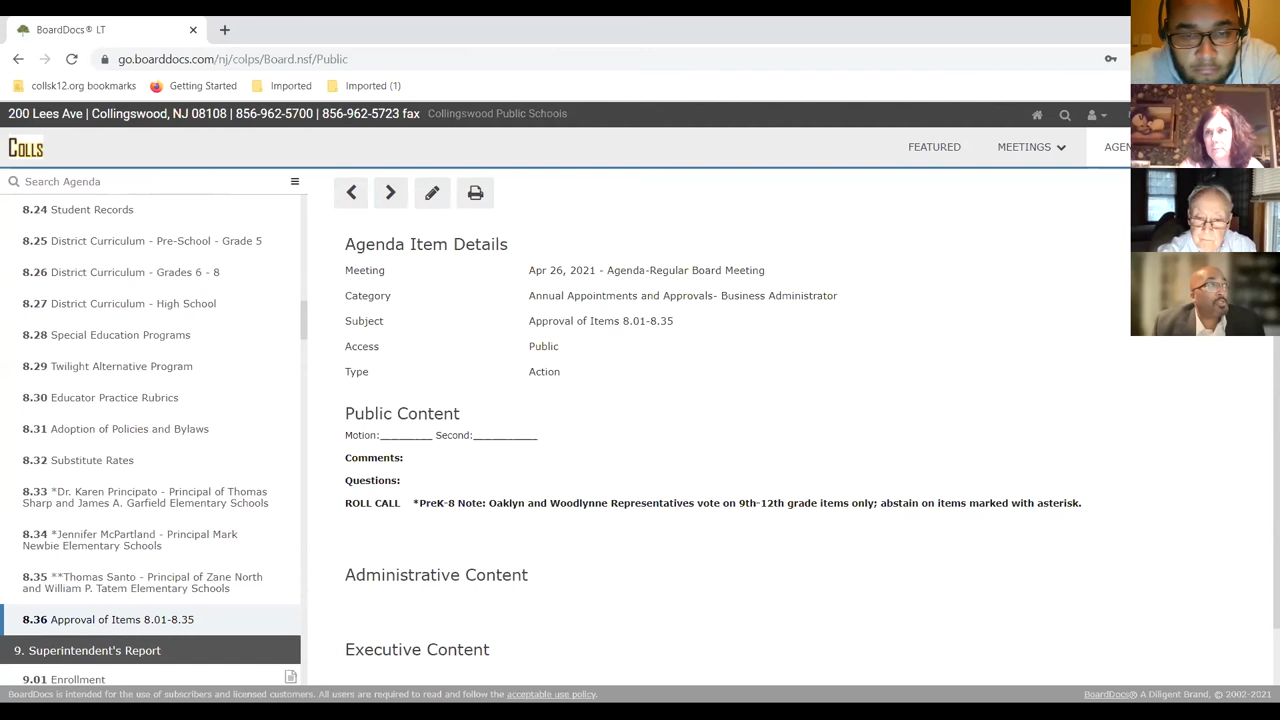 BoardDocs® LT
go.boarddocs.com/nj/colps/Board.nsf/Public
collsk12.org bookmarks
Getting Started
Imported
Imported (1)
200 Lees Ave | Collingswood, NJ 08108 | 856-962-5700 | 856-962-5723 fax Collingswood Public Schools
COLLS
FEATURED
MEETINGS
AGEN
Search Agenda
8.24 Student Records
8.25 District Curriculum - Pre-School - Grade 5
8.26 District Curriculum - Grades 6 - 8
8.27 District Curriculum - High School
8.28 Special Education Programs
8.29 Twilight Alternative Program
8.30 Educator Practice Rubrics
8.31 Adoption of Policies and Bylaws
8.32 Substitute Rates
8.33 *Dr. Karen Principato - Principal of Thomas
Sharp and James A. Garfield Elementary Schools
8.34 *Jennifer McPartland - Principal Mark
Newbie Elementary Schools
8.35 **Thomas Santo - Principal of Zane North
and William P. Tatem Elementary Schools
8.36 Approval of Items 8.01-8.35
9. Superintendent's Report
9.01 Enrollment
Agenda Item Details
Meeting Apr 26, 2021 - Agenda-Regular Board Meeting
Category Annual Appointments and Approvals- Business Administrator
Subject Approval of Items 8.01-8.35
Access Public
Type Action
Public Content
Motion:_________ Second:___________
Comments:
Questions:
ROLL CALL *PreK-8 Note: Oaklyn and Woodlynne Representatives vote on 9th-12th grade items only; abstain on items marked with asterisk.
Administrative Content
Executive Content
BoardDocs is intended for the use of subscribers and licensed customers. All users are required to read and follow the acceptable use policy.
BoardDocs® A Diligent Brand, © 2002-2021